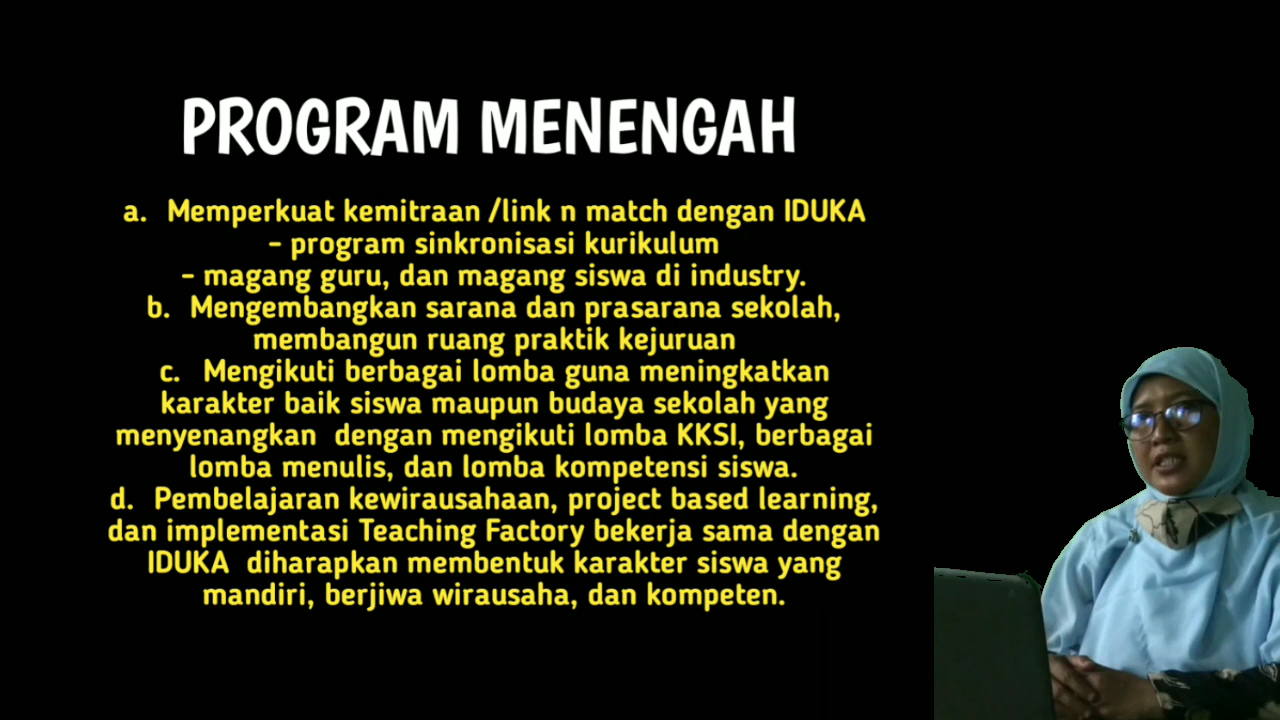 PROGRAM MENENGAH
a. Memperkuat kemitraan /link n match dengan IDUKA
- program sinkronisasi kurikulum
- magang guru, dan magang siswa di industry.
b. Mengembangkan sarana dan prasarana sekolah,
membangun ruang praktik kejuruan
c. Mengikuti berbagai lomba guna meningkatkan
karakter baik siswa maupun budaya sekolah yang
menyenangkan dengan mengikuti lomba KKSI, berbagai
lomba menulis, dan lomba kompetensi siswa.
d. Pembelajaran kewirausahaan, project based learning,
dan implementasi Teaching Factory bekerja sama dengan
IDUKA diharapkan membentuk karakter siswa yang
mandiri, berjiwa wirausaha, dan kompeten.